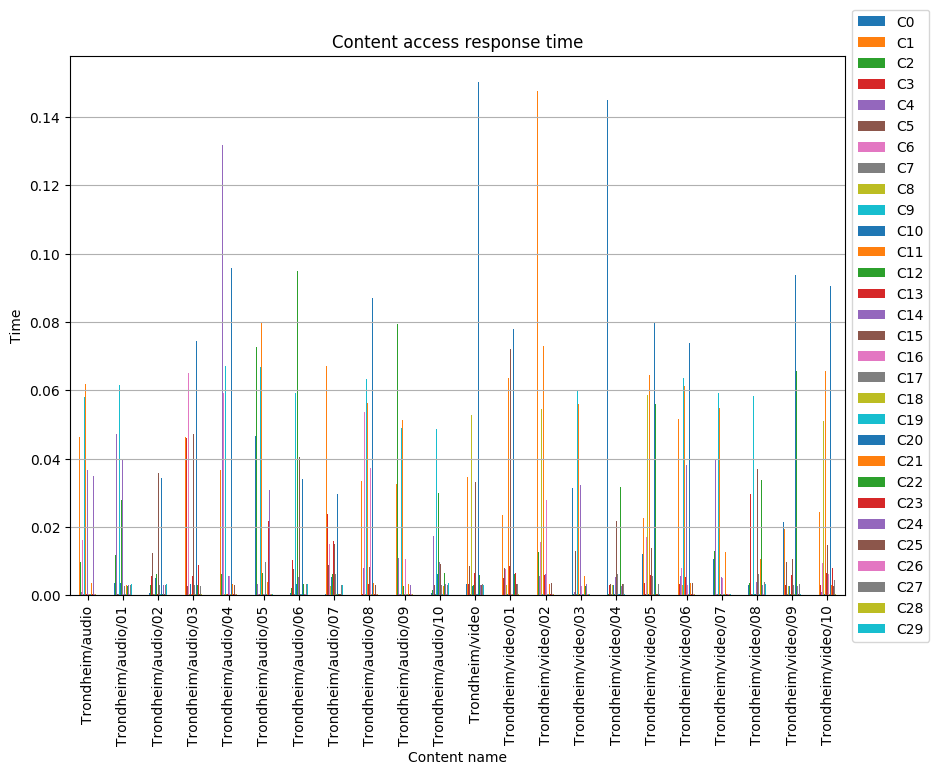 Content access response time
Time
0.14
0.12
0.10
0.08
0.06
0.04
0.02
0.00
Trondheim/audio
Trondheim/audio/01
Trondheim/audio/02
Trondheim/audio/03
Trondheim/audio/04
Trondheim/audio/05
Trondheim/audio/06
Trondheim/audio/07
Trondheim/audio/08
Trondheim/audio/09
Trondheim/audio/10
Trondheim/video
Trondheim/video/01
Trondheim/video/02
Trondheim/video/03
Trondheim/video/04
Trondheim/video/05
Trondheim/video/06
Trondheim/video/07
Trondheim/video/08
Trondheim/video/09
Trondheim/video/10
Content name
C0
C1
C2
C3
C4
C5
C6
C7
C8
C9
C10
C11
C12
C13
C14
C15
C16
C17
C18
C19
C20
C21
C22
C23
C24
C25
C26
C27
C28
C29